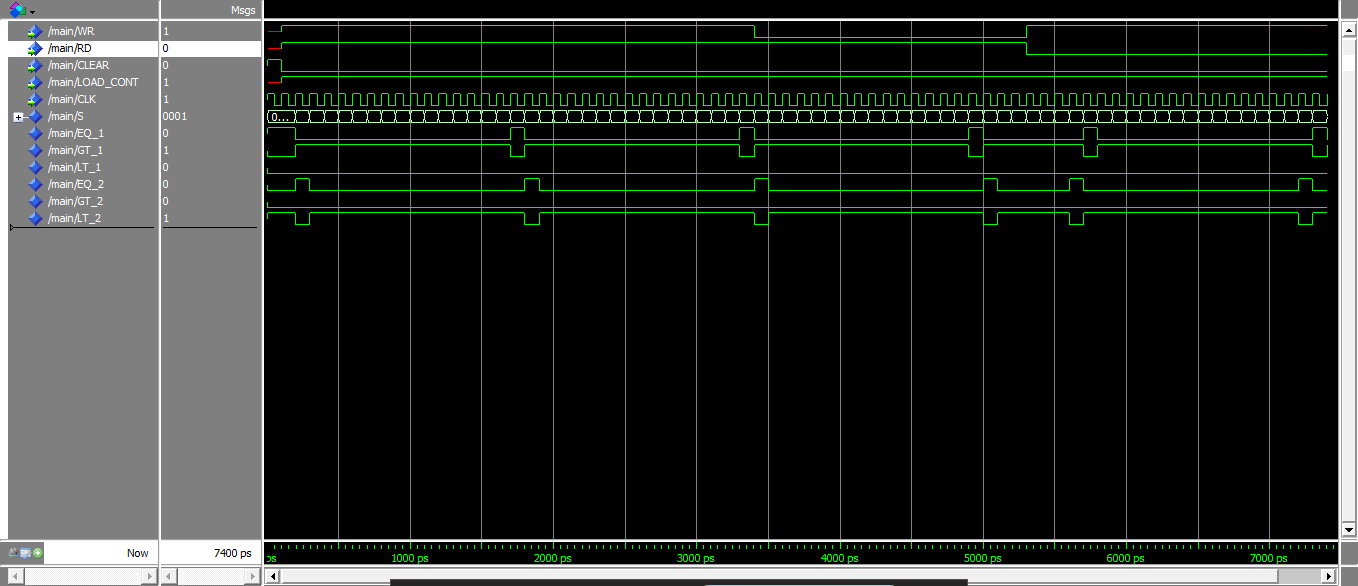 Msgs
/main/WR 1
/main/RD 0
/main/CLEAR 0
/main/LOAD_CONT 1
/main/CLK 1
/main/S 0001 0...
/main/EQ_1 0
/main/GT_1 1
/main/LT_1 0
/main/EQ_2 0
/main/GT_2 0
/main/LT_2 1
Now 7400 ps ps 1000 ps 2000 ps 3000 ps 4000 ps 5000 ps 6000 ps 7000 ps